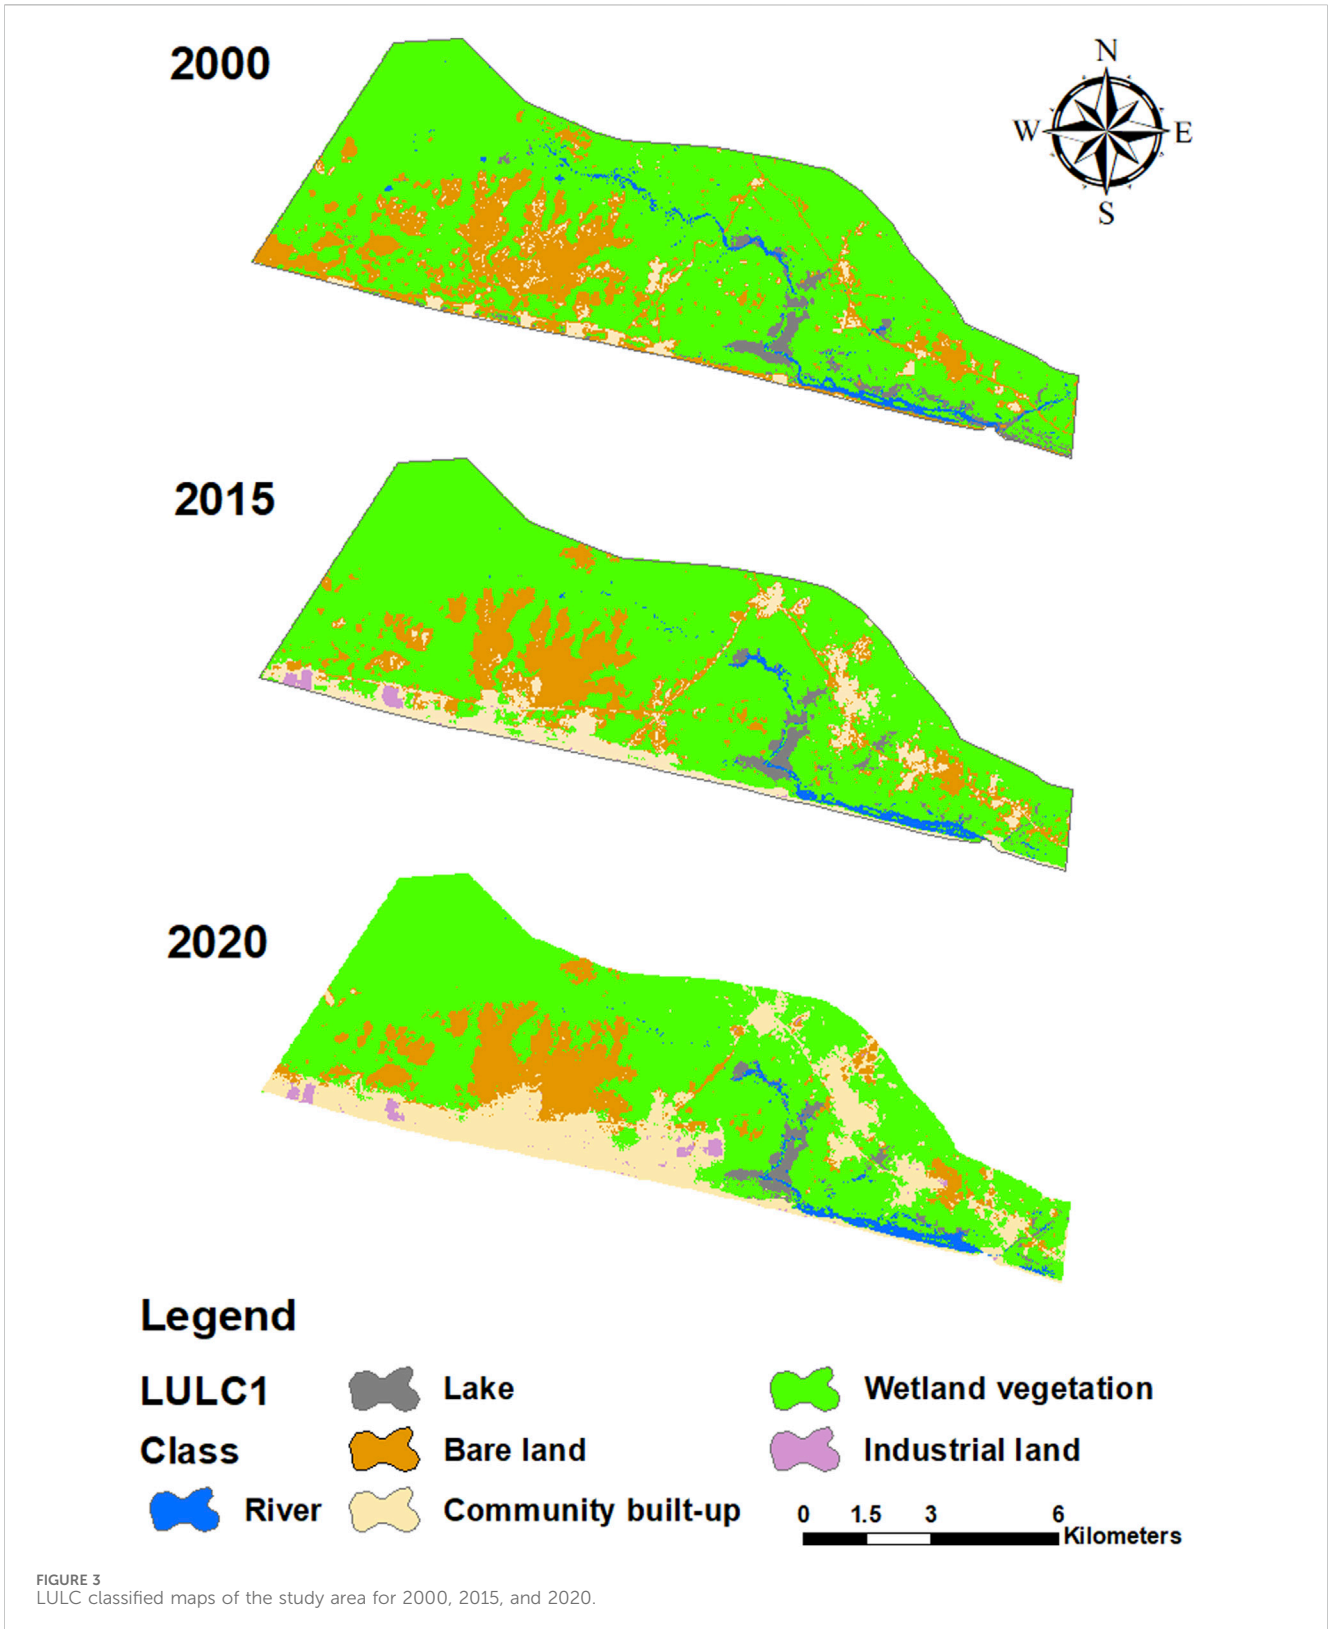 2000
N
W E
S
2015
2020
Legend
LULC1
Class
Lake
Wetland vegetation
Bare land
Industrial land
River
Community built-up
0 1.5 3 6
Kilometers
FIGURE 3
LULC classified maps of the study area for 2000, 2015, and 2020.